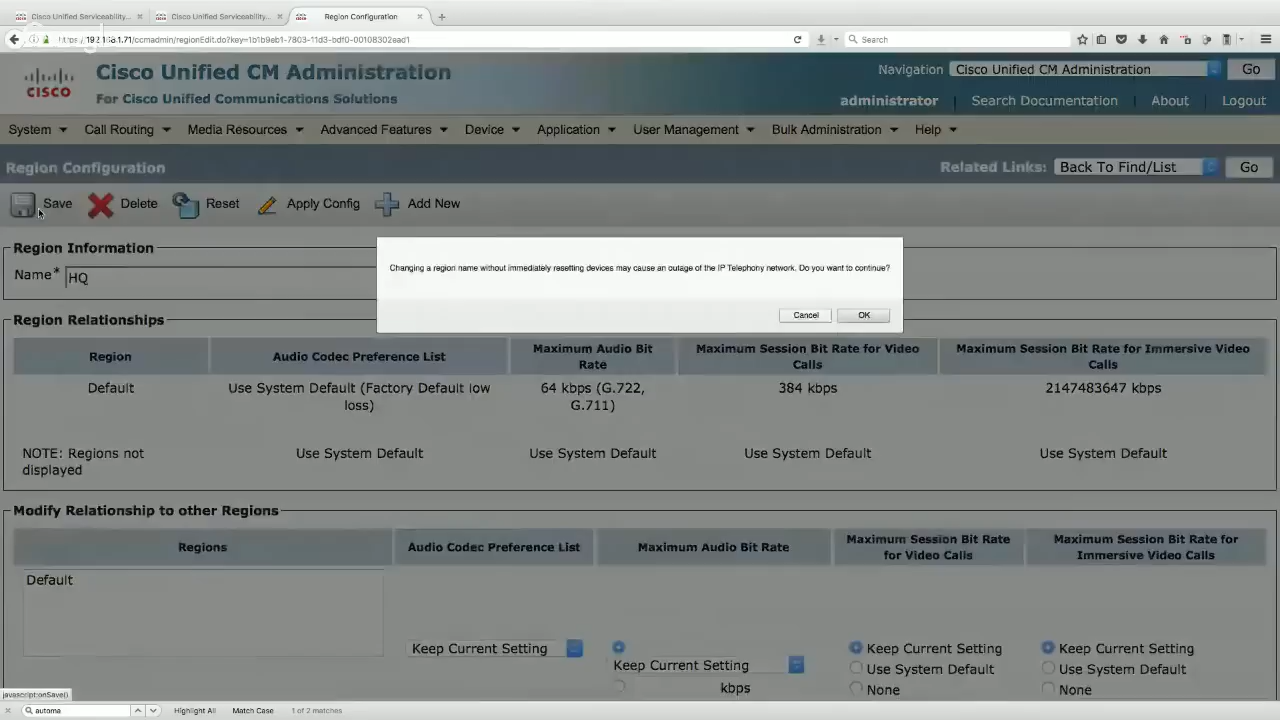 Cisco Unified Serviceability...
Cisco Unified Serviceability...
Region Configuration
/ccmadmin/regionEdit.do?key=1b1b9eb1-7803-11d3-bdf0-00108302ead1
Search
Cisco Unified CM Administration
For Cisco Unified Communications Solutions
Navigation Cisco Unified CM Administration Go
administrator Search Documentation About Logout
CISCO
System Call Routing Media Resources Advanced Features Device Application User Management Bulk Administration Help
Region Configuration
Related Links: Back To Find/List Go
Save Delete Reset Apply Config Add New
Region Information
Name* HQ
Changing a region name without immediately resetting devices may cause an outage of the IP Telephony network. Do you want to continue?
Cancel OK
Region Relationships
Region Audio Codec Preference List Maximum Audio Bit Rate Maximum Session Bit Rate for Video Calls Maximum Session Bit Rate for Immersive Video Calls
Default Use System Default (Factory Default low loss) 64 kbps (G.722, G.711) 384 kbps 2147483647 kbps
NOTE: Regions not displayed Use System Default Use System Default Use System Default Use System Default
Modify Relationship to other Regions
Regions Audio Codec Preference List Maximum Audio Bit Rate Maximum Session Bit Rate for Video Calls Maximum Session Bit Rate for Immersive Video Calls
Default
Keep Current Setting Keep Current Setting Keep Current Setting Keep Current Setting
Use System Default Use System Default
kbps None None
javascript:onSave()
automa Highlight All Match Case 1 of 2 matches